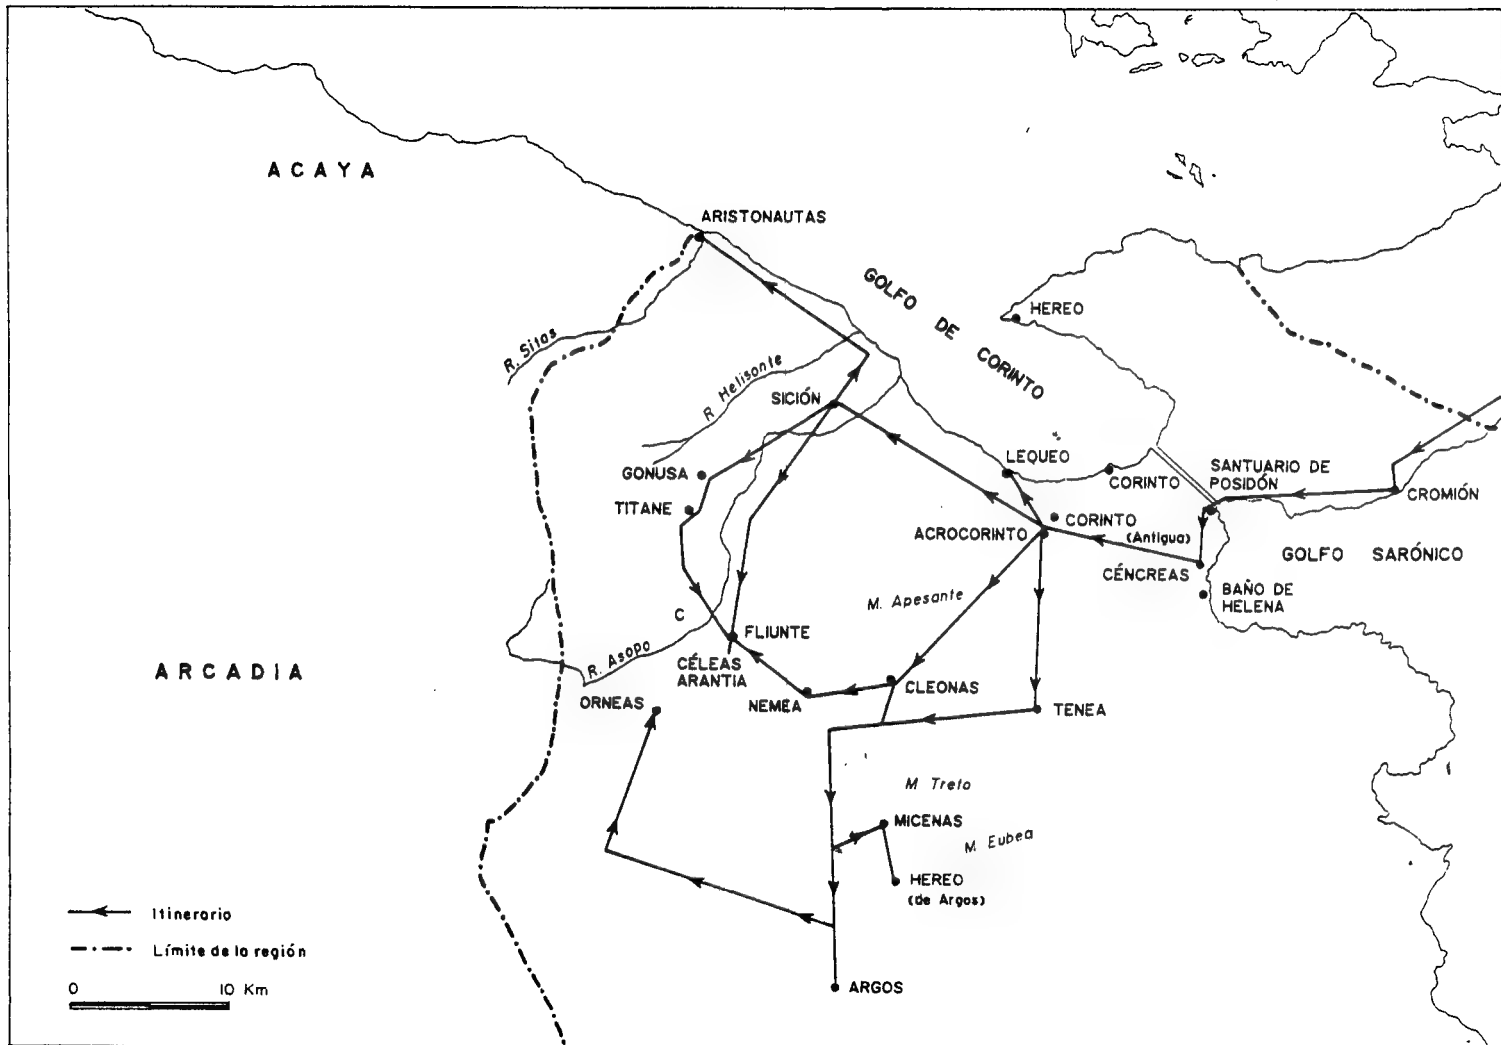 ACAYA
ARISTONAUTAS
GOLFO DE CORINTO
HEREO
R. Sitas
R. Helisonte
SICIÓN
GONUSA
TITANE
LEQUEO
CORINTO
SANTUARIO DE
POSIDÓN
CROMIÓN
CORINTO
(Antigua)
ACROCORINTO
GOLFO SARÓNICO
CÉNCREAS
BAÑO DE
HELENA
M. Apesante
C
FLIUNTE
R. Asopo
CÉLEAS
ARANTIA
ARCADIA
ORNEAS
NEMEA
CLEONAS
TENEA
M. Treto
MICENAS
M. Eubea
HEREO
(de Argos)
Itinerario
Límite de la región
0 10 Km
ARGOS